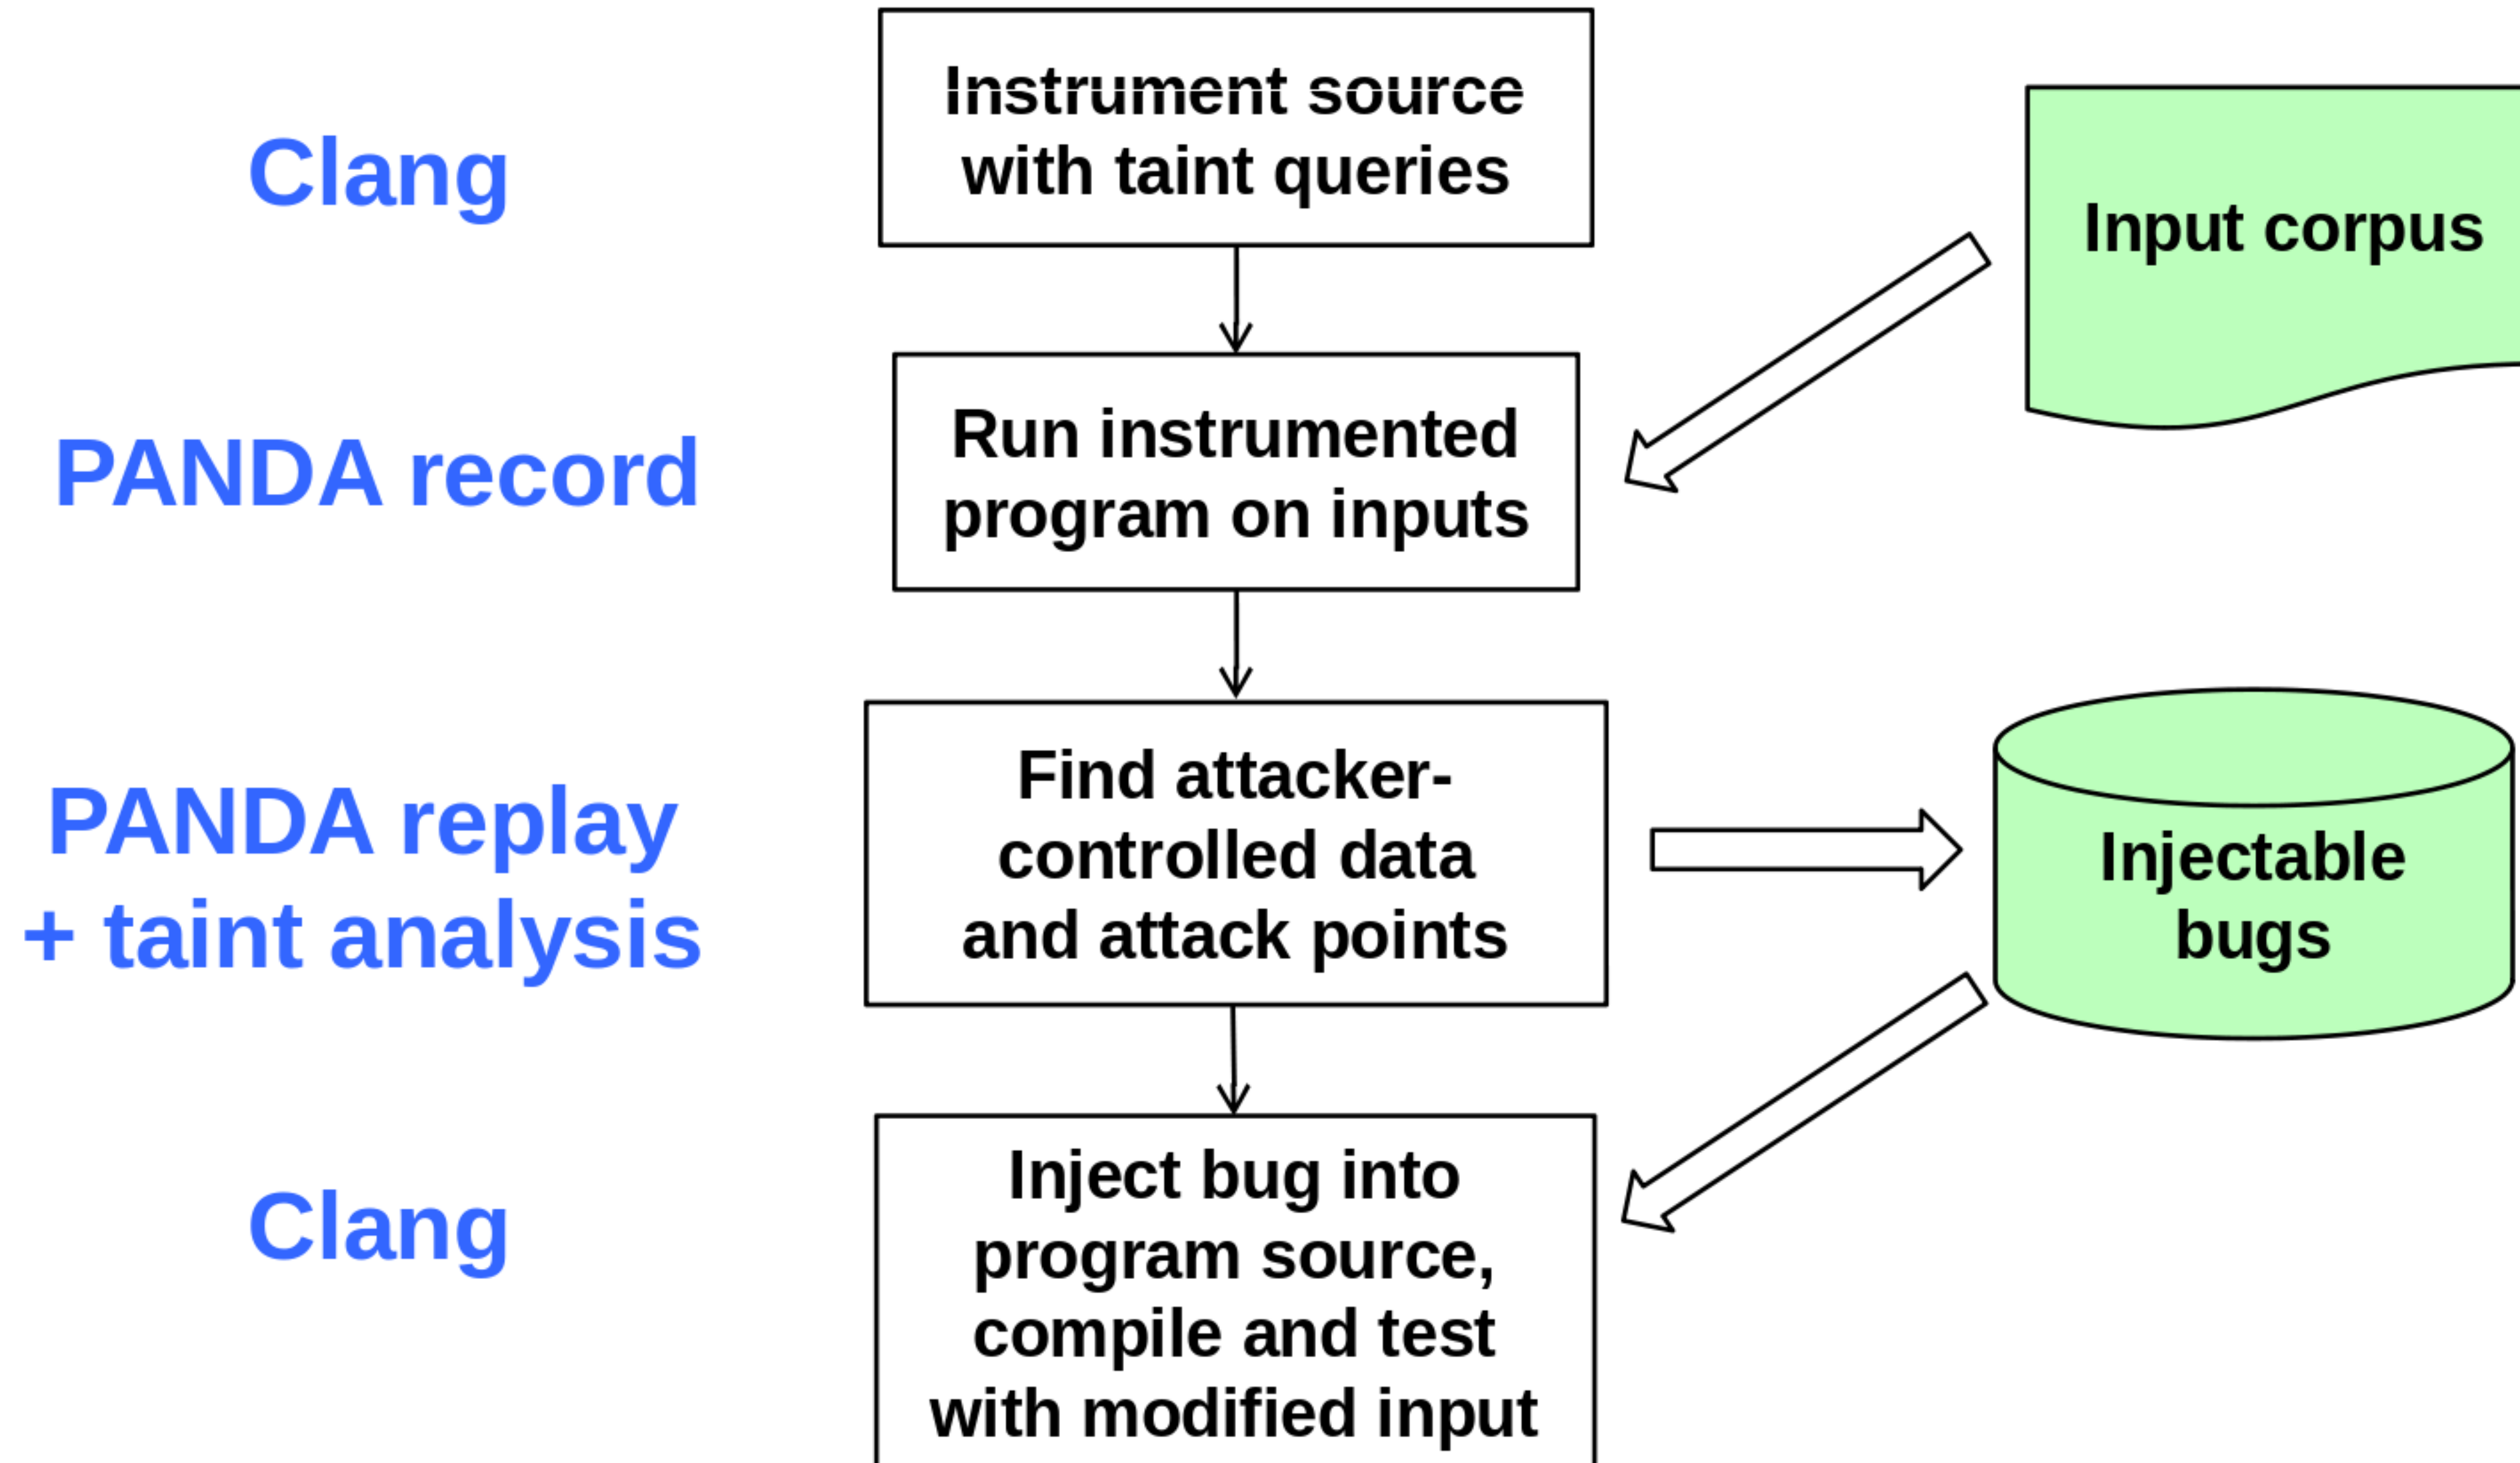 Clang
Instrument source
with taint queries
Input corpus
PANDA record
Run instrumented
program on inputs
PANDA replay
+ taint analysis
Find attacker-
controlled data
and attack points
Injectable
bugs
Clang
Inject bug into
program source,
compile and test
with modified input